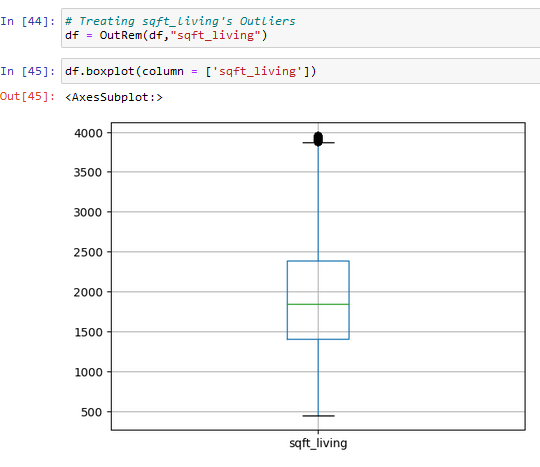 In [44]: # Treating sqft_living's Outliers
df = OutRem(df,"sqft_living")
In [45]: df.boxplot(column = ['sqft_living'])
Out[45]: <AxesSubplot:>
4000
3500
3000
2500
2000
1500
1000
500
sqft_living